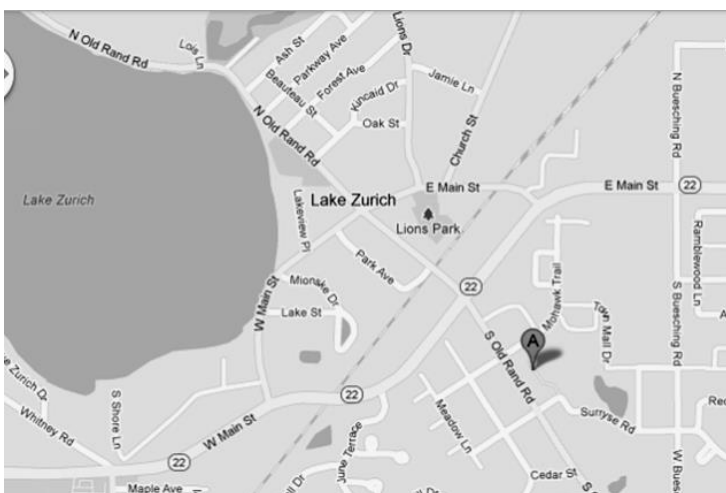 N Old Rand Rd
Lois Ln
Ash St
Parkway Ave
Forest Ave
Beauteau St
Lions Dr
Kincaid Dr
Jamie Ln
Oak St
Church St
N Old Rand Rd
N Buesching Rd
Lake Zurich
Lake Zurich
E Main St
E Main St
22
Lions Park
Lakeview Pl
Park Ave
Ramblewood Ln
Mionske Dr
22
Mohawk Trail
S Buesching Rd
W Main St
Lake St
Town Mall Dr
A
A
S Old Rand Rd
S Shore Ln
22
Meadow Ln
Surryse Rd
Whitney Rd
W Main St
June Terrace
22
Cedar St
Maple Ave